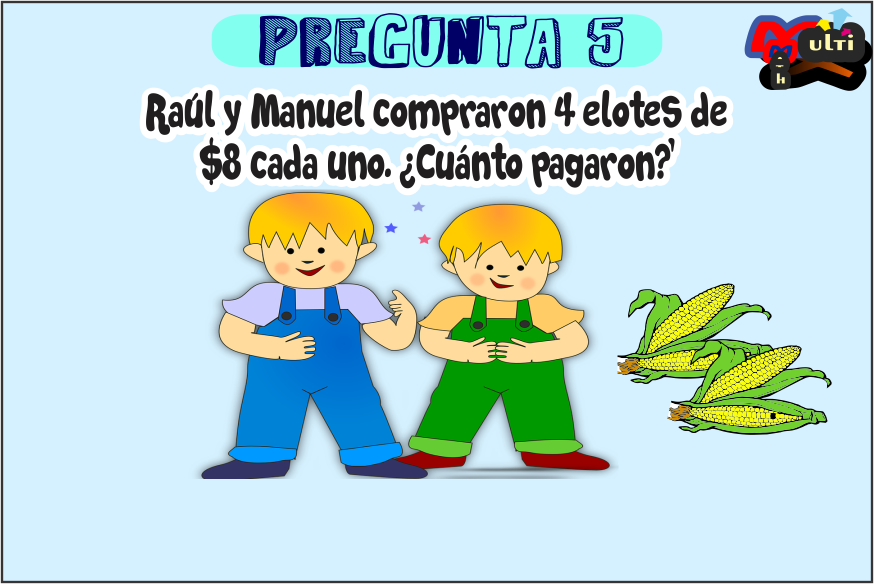 PREGUNTA 5
ULTi
Raúl y Manuel compraron 4 elotes de
$8 cada uno. ¿Cuánto pagaron?'